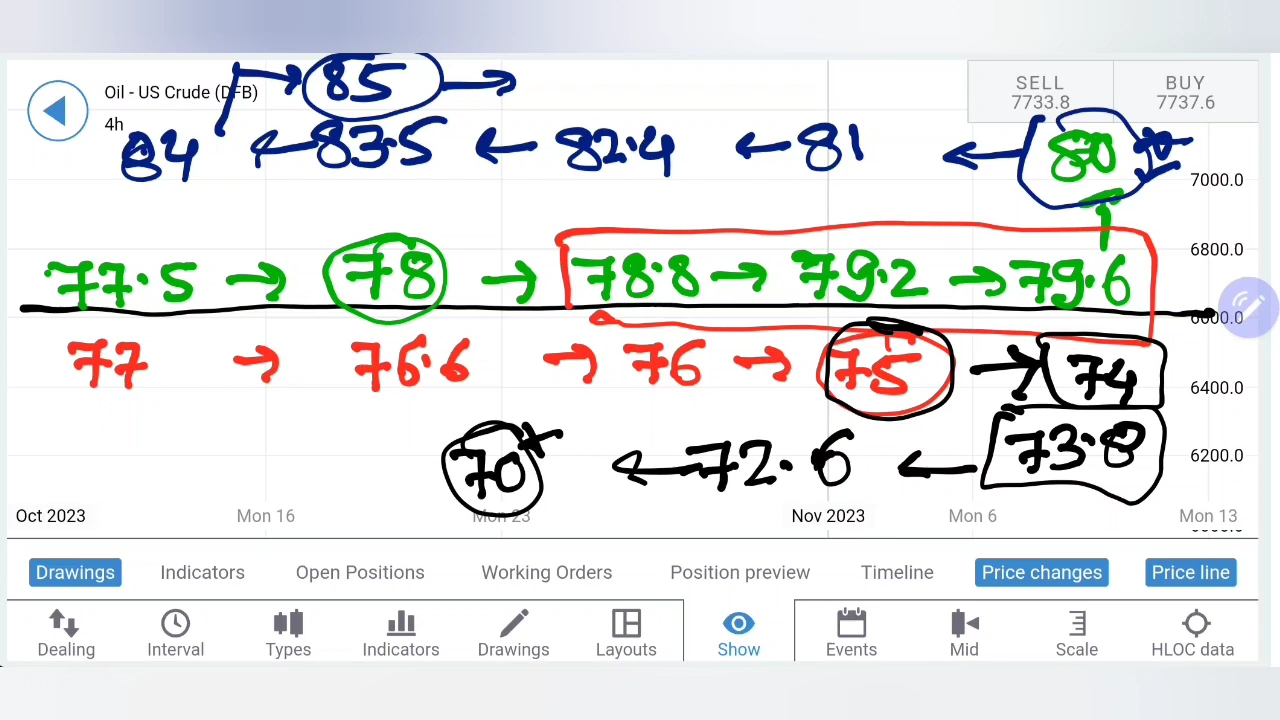 → 85 →
Oil - US Crude (DFB)
4h
SELL
7733.8
BUY
7737.6
84 ← 83.5 ← 82.4 ← 81 ← 80
7000.0
6800.0
77.5 → 78 → 78.8 → 79.2 → 79.6
6600.0
77 → 76.6 → 76 → 75 → 74
6400.0
70 ← 72.6 ← 73.8
6200.0
Oct 2023 Mon 16 Mon 23 Nov 2023 Mon 6 Mon 13
Drawings Indicators Open Positions Working Orders Position preview Timeline Price changes Price line
Dealing Interval Types Indicators Drawings Layouts Show Events Mid Scale HLOC data